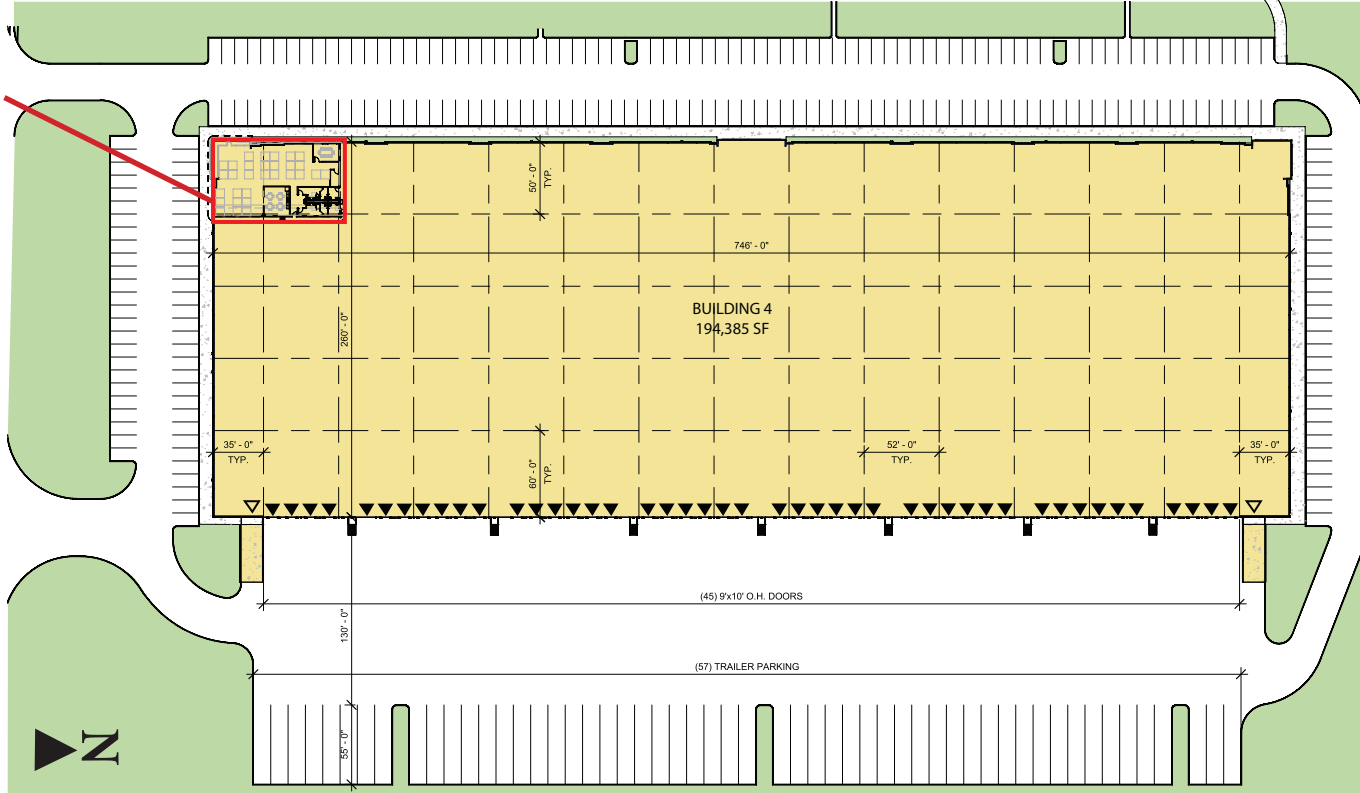 50' - 0"
TYP.
746' - 0"
BUILDING 4
194,385 SF
260' - 0"
35' - 0"
TYP.
60' - 0"
TYP.
52' - 0"
TYP.
35' - 0"
TYP.
(45) 9'x10' O.H. DOORS
130' - 0"
(57) TRAILER PARKING
55' - 0"
N